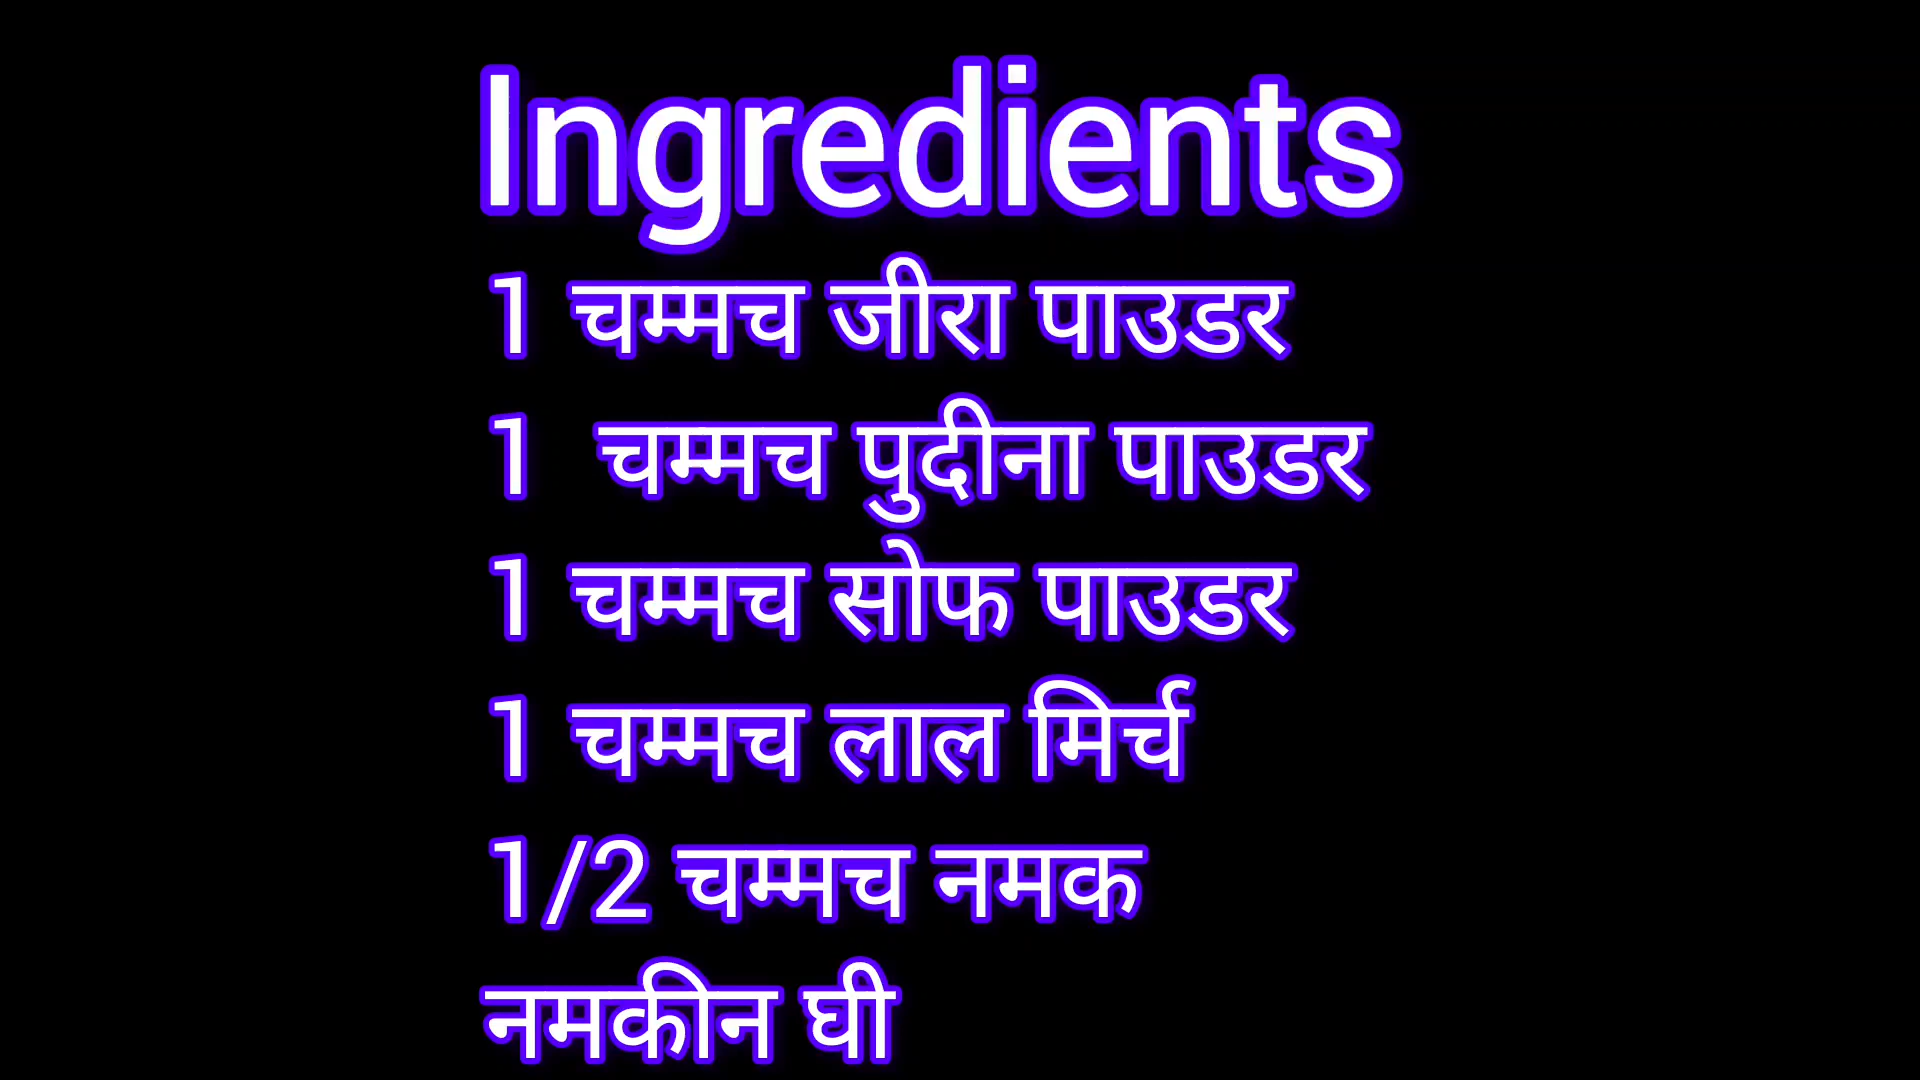 Ingredients
1 चम्मच जीरा पाउडर
1  चम्मच पुदीना पाउडर
1 चम्मच सोफ पाउडर
1 चम्मच लाल मिर्च
1/2 चम्मच नमक
नमकीन घी